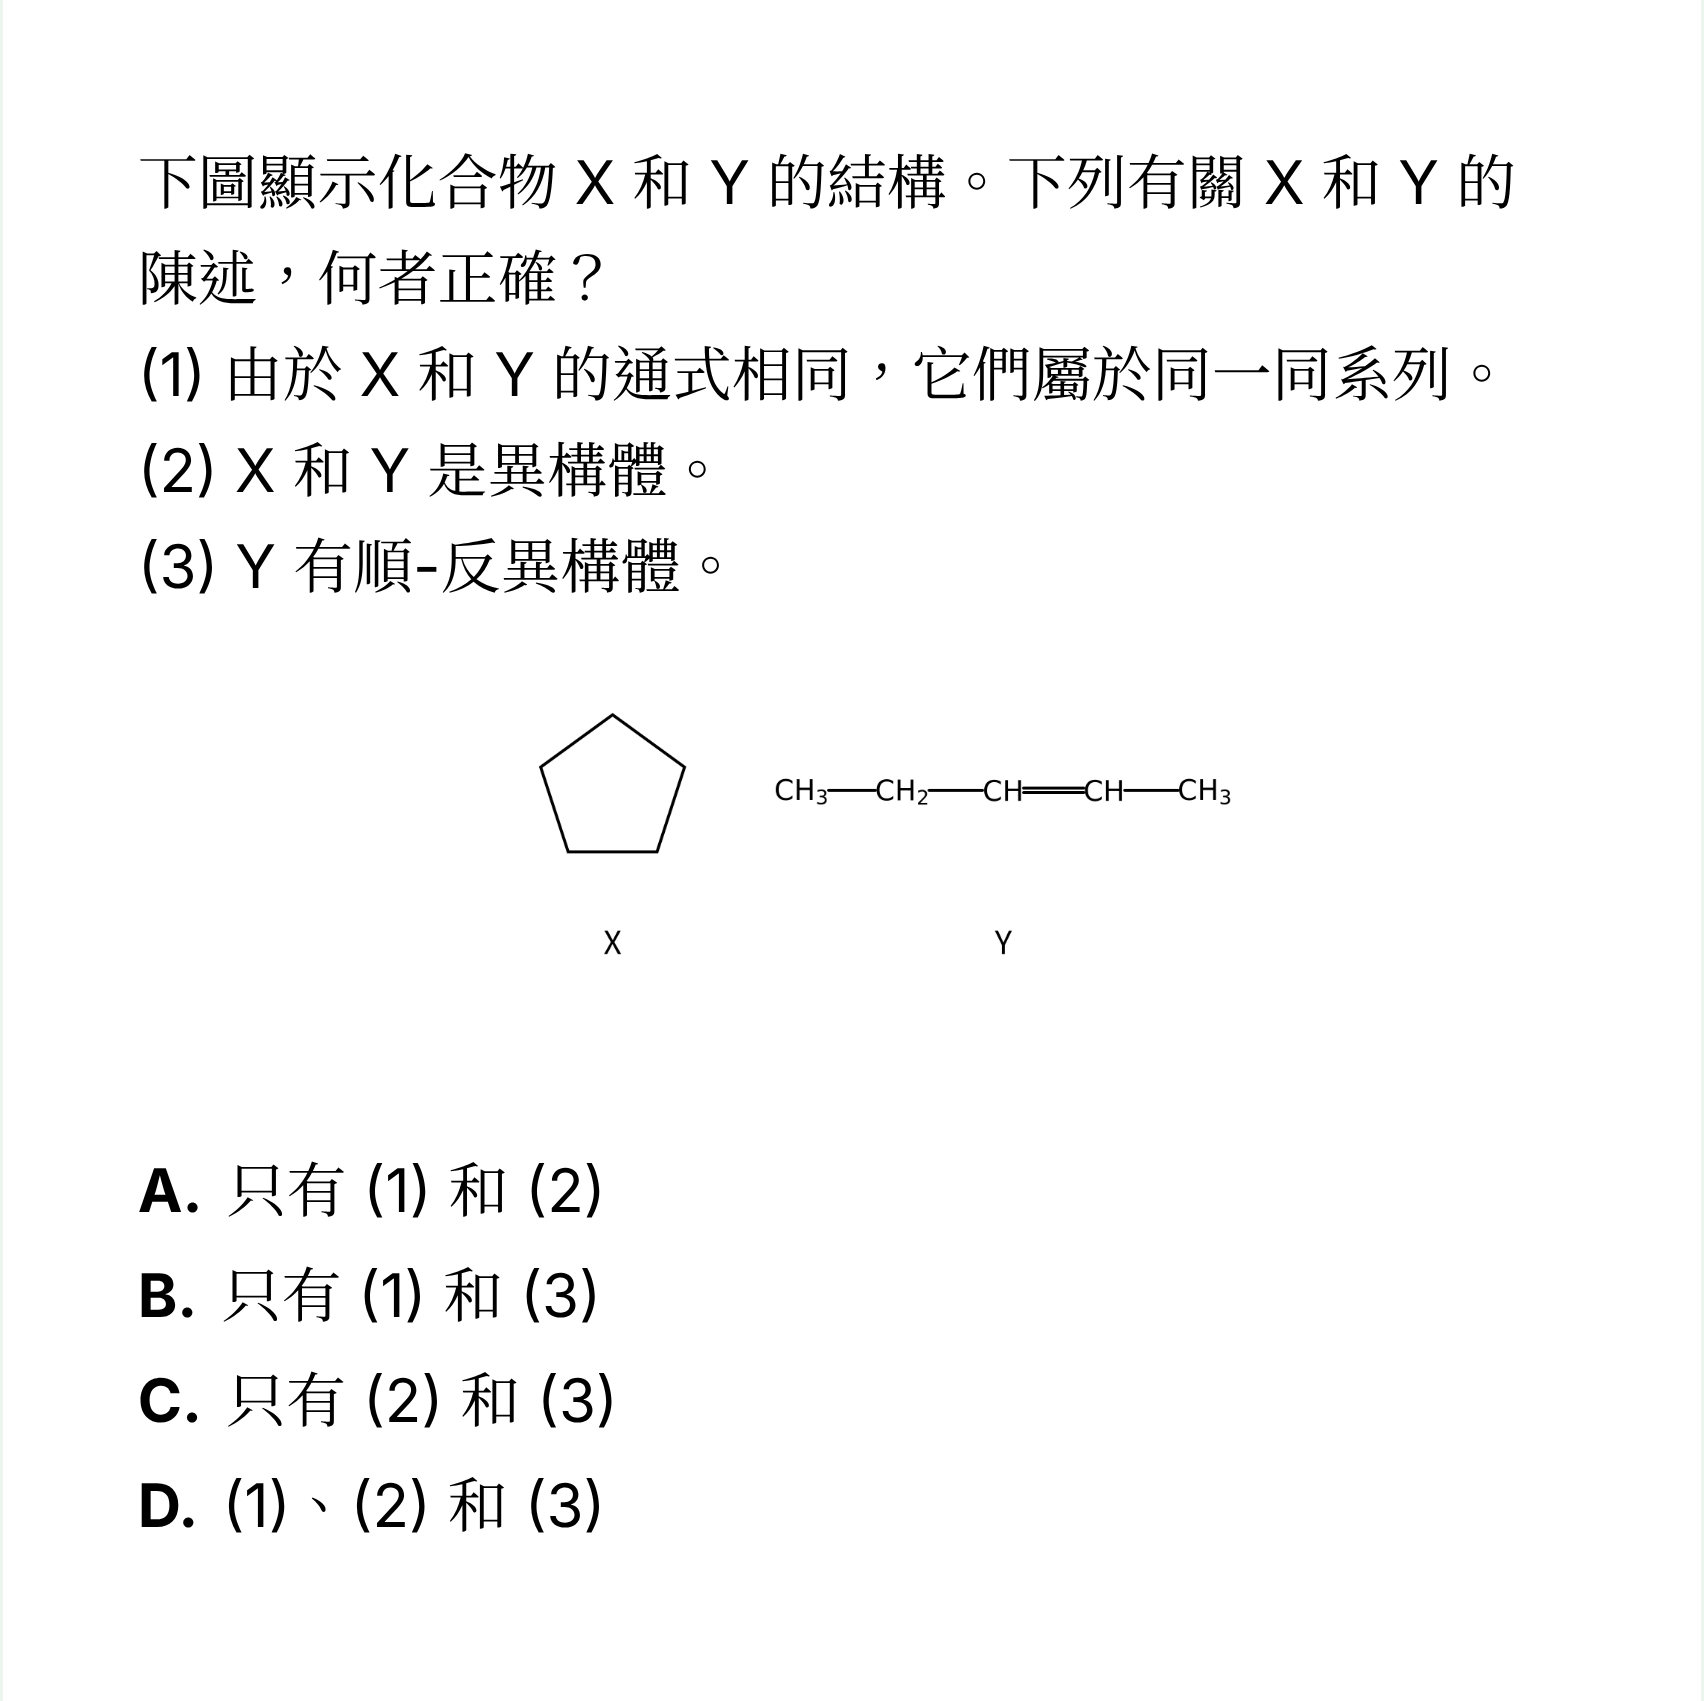 下圖顯示化合物 X 和 Y 的結構。下列有關 X 和 Y 的
陳述，何者正確？
(1) 由於 X 和 Y 的通式相同，它們屬於同一同系列。
(2) X 和 Y 是異構體。
(3) Y 有順-反異構體。
CH₃—CH₂—CH=CH—CH₃
X Y
A. 只有 (1) 和 (2)
B. 只有 (1) 和 (3)
C. 只有 (2) 和 (3)
D. (1)、(2) 和 (3)